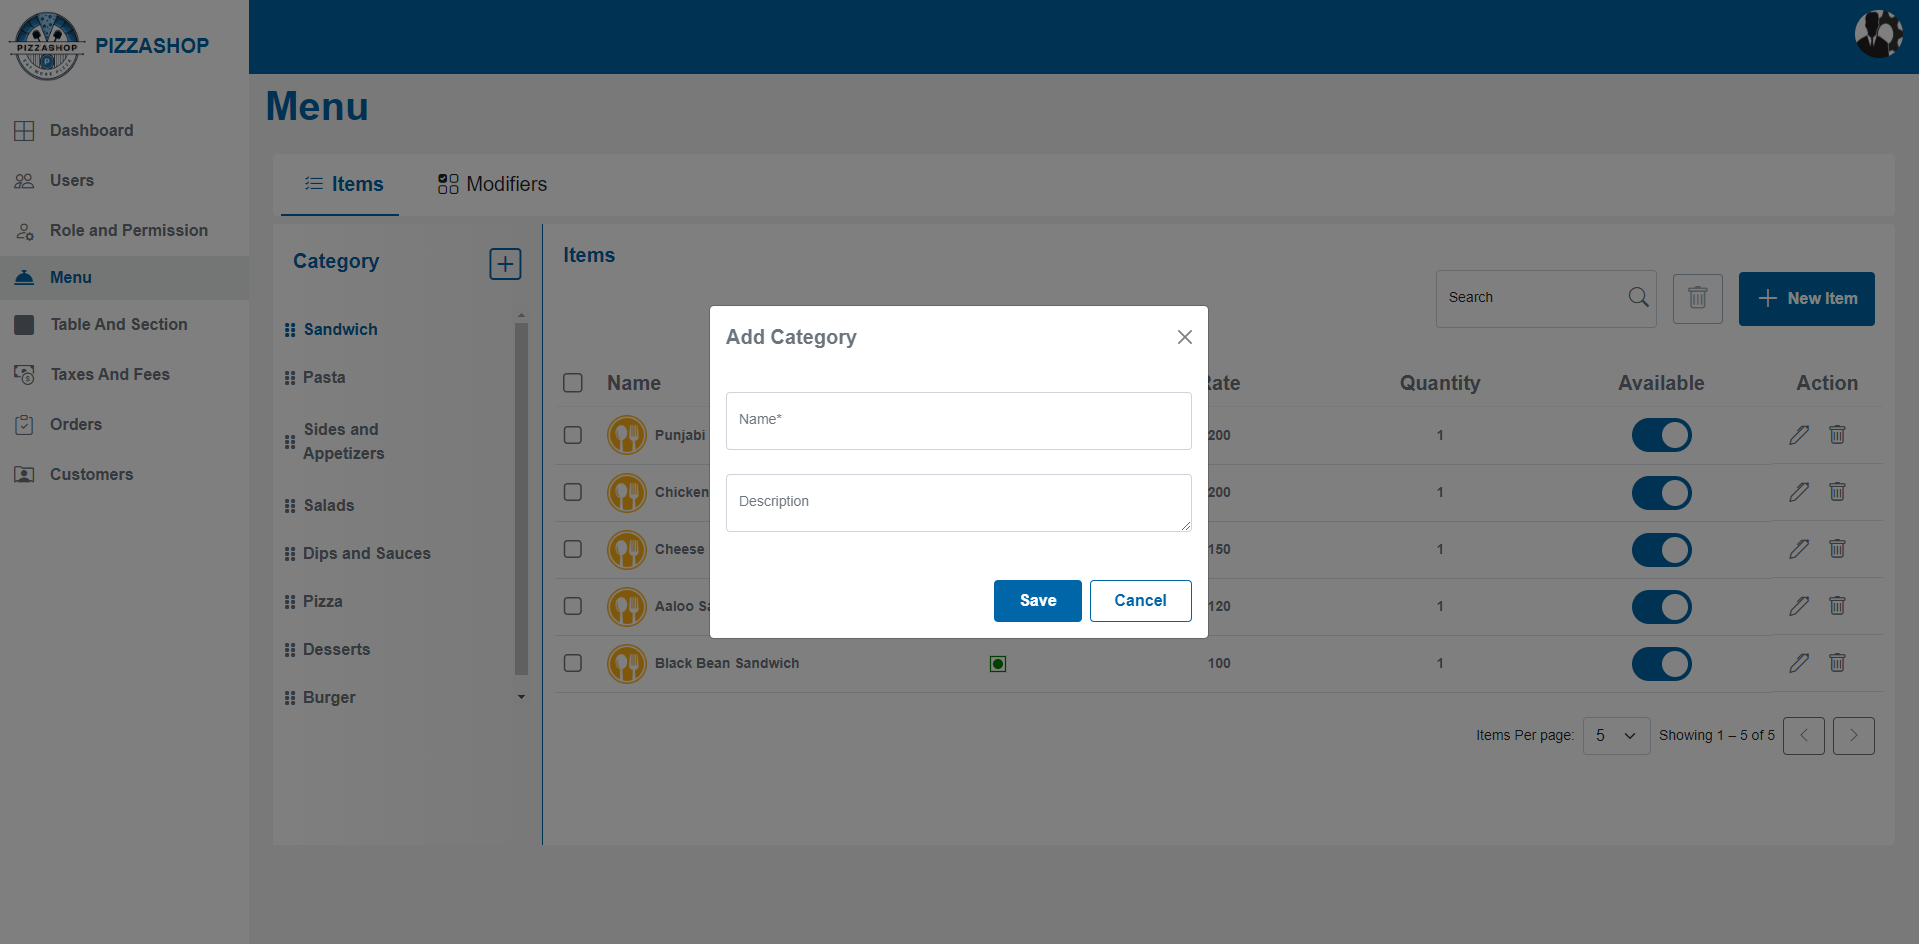 PIZZASHOP
PIZZASHOP
Dashboard
Users
Role and Permission
Menu
Table And Section
Taxes And Fees
Orders
Customers
Menu
Items
Modifiers
Category
Sandwich
Pasta
Sides and
Appetizers
Salads
Dips and Sauces
Pizza
Desserts
Burger
Items
Search
New Item
Name
Quantity
Available
Action
Punjabi
200
1
Chicken
200
1
Cheese
150
1
Aaloo
120
1
Black Bean Sandwich
100
1
Items Per page:
5
Showing 1 – 5 of 5
Add Category
Name*
Description
Save
Cancel